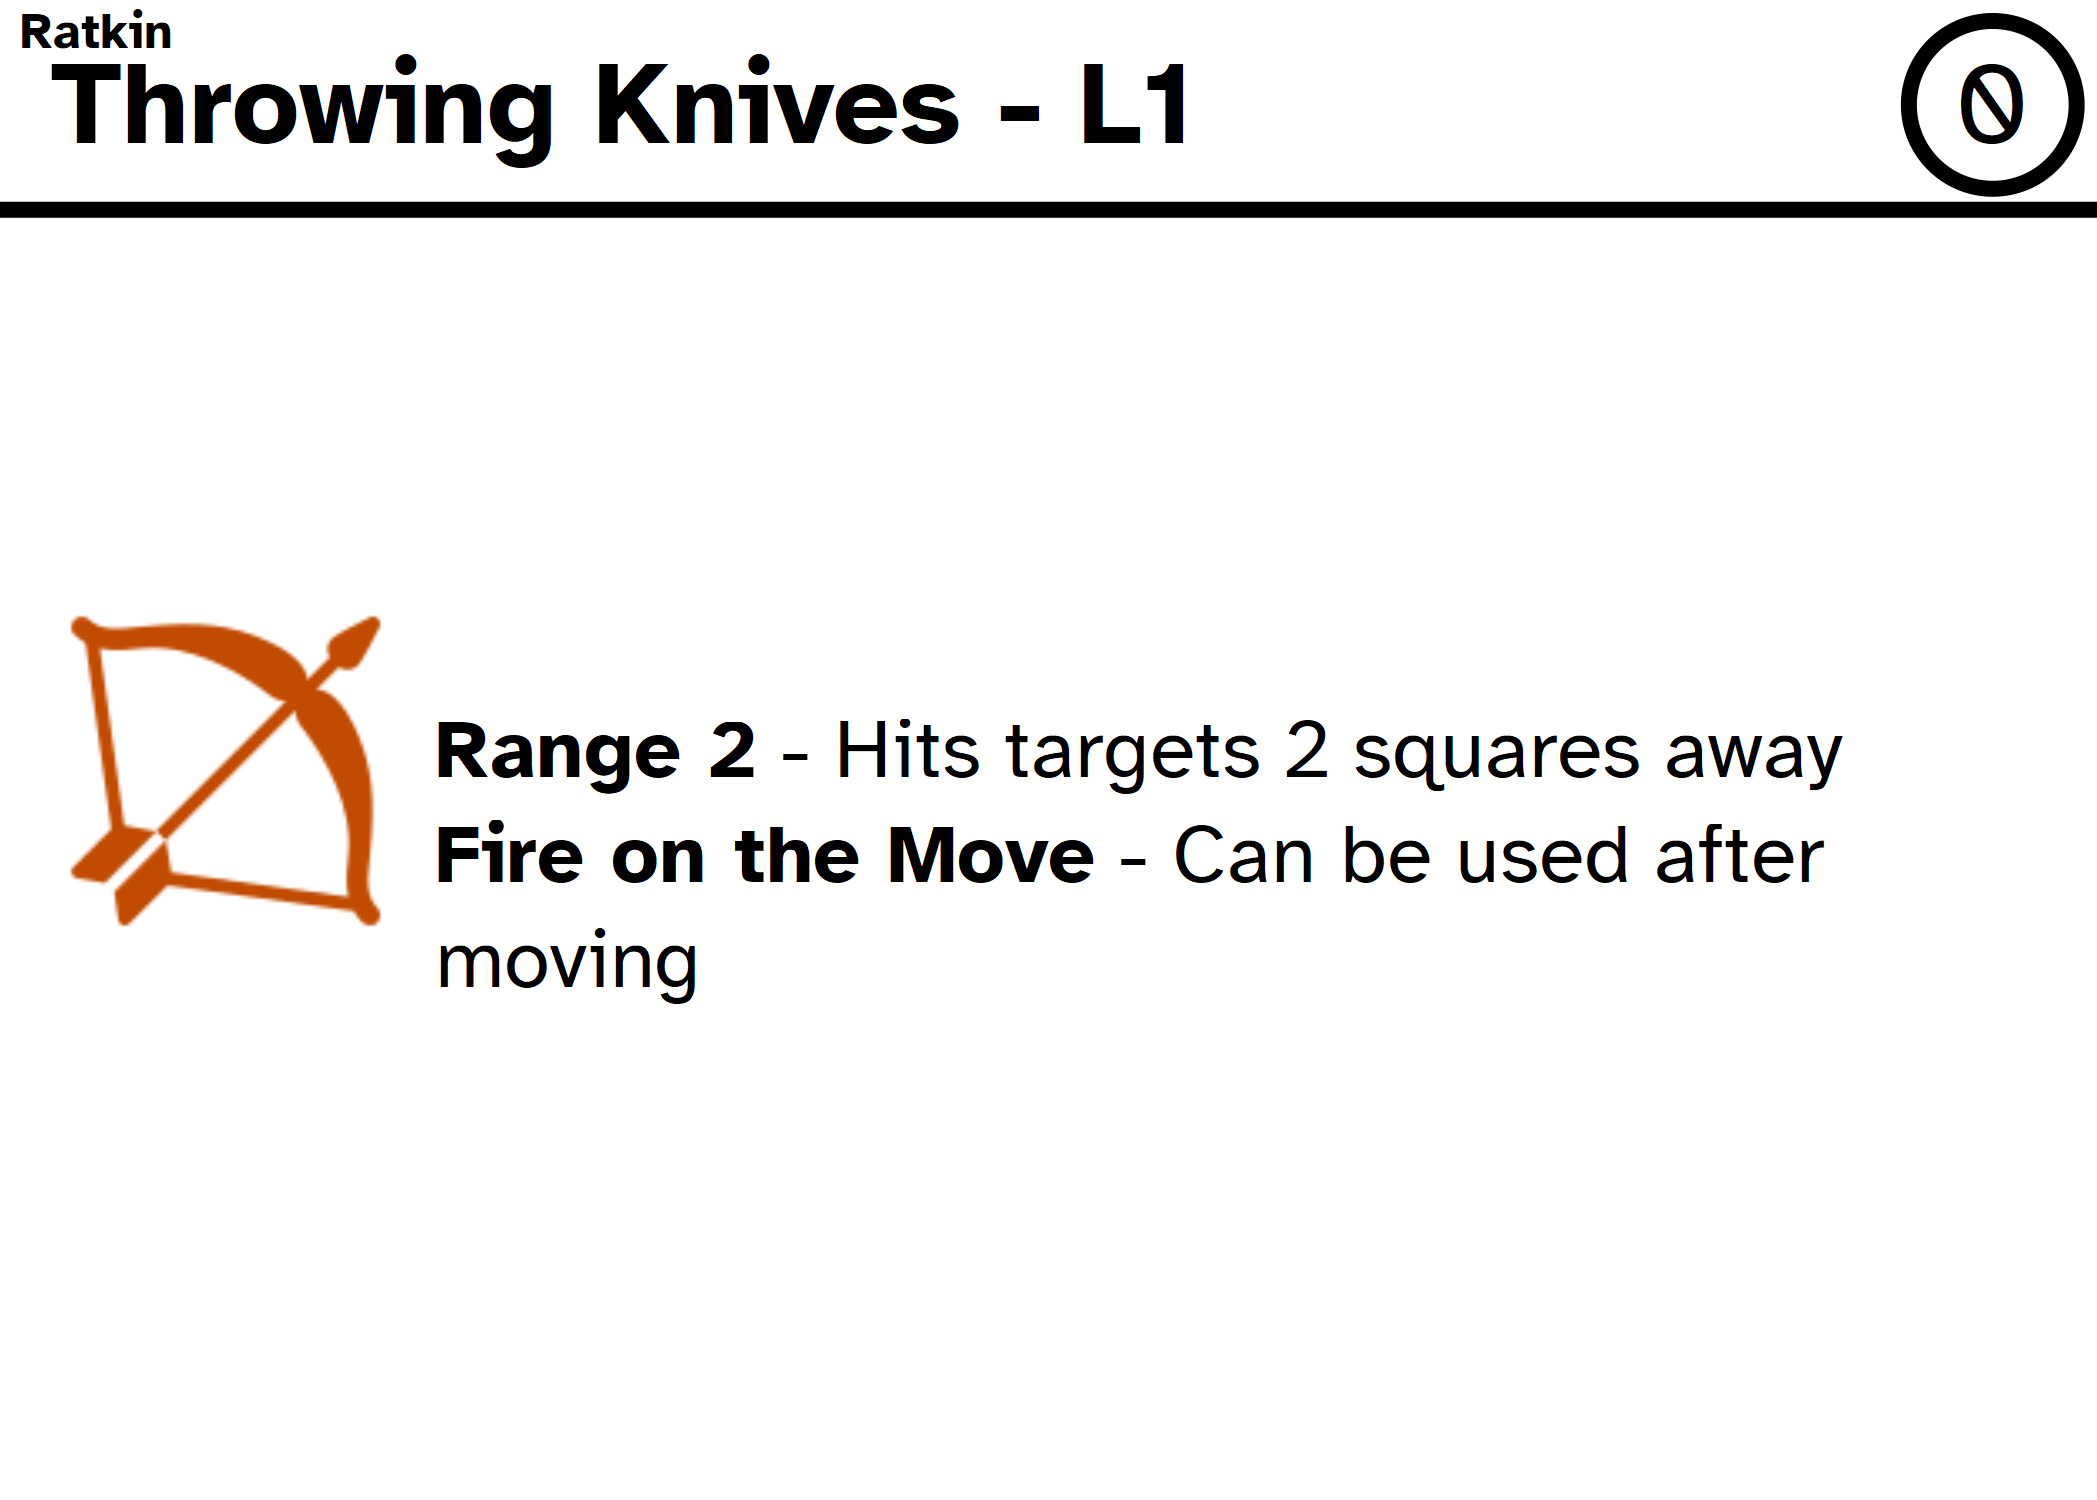 Ratkin
Throwing Knives - L1
0
Range 2 - Hits targets 2 squares away
Fire on the Move - Can be used after
moving